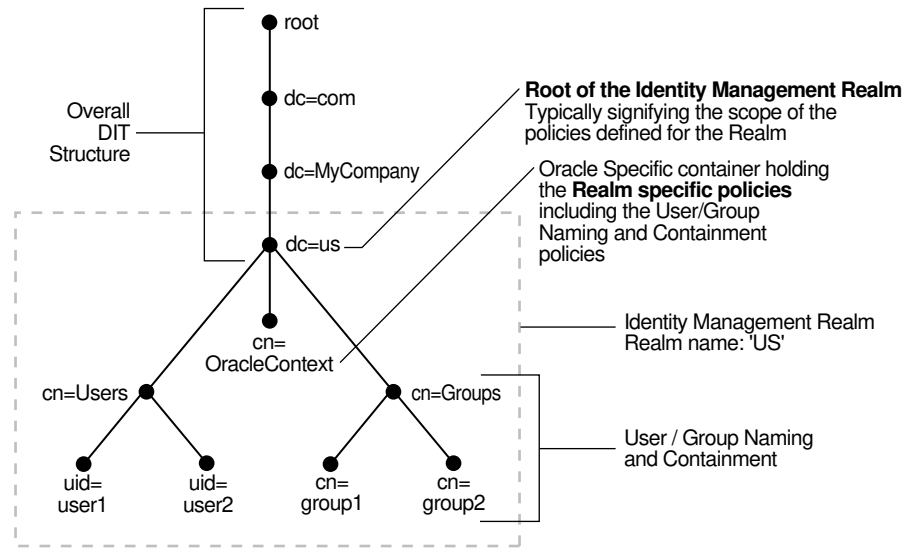 root
dc=com
Overall
DIT
Structure
Root of the Identity Management Realm
Typically signifying the scope of the
policies defined for the Realm
dc=MyCompany
Oracle Specific container holding
the Realm specific policies
including the User/Group
Naming and Containment
policies
dc=us
cn=
OracleContext
Identity Management Realm
Realm name: 'US'
cn=Users
cn=Groups
User / Group Naming
and Containment
uid=
user1
uid=
user2
cn=
group1
cn=
group2